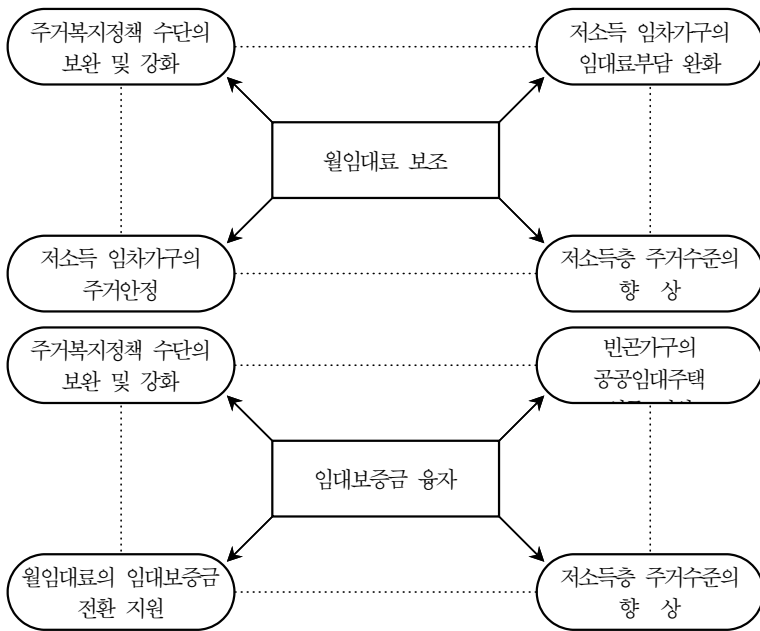 주거복지정책 수단의
보완 및 강화
저소득 임차가구의
임대료부담 완화
월임대료 보조
저소득 임차가구의
주거안정
저소득층 주거수준의
향 상
주거복지정책 수단의
보완 및 강화
빈곤가구의
공공임대주택
임대보증금 융자
월임대료의 임대보증금
전환 지원
저소득층 주거수준의
향 상